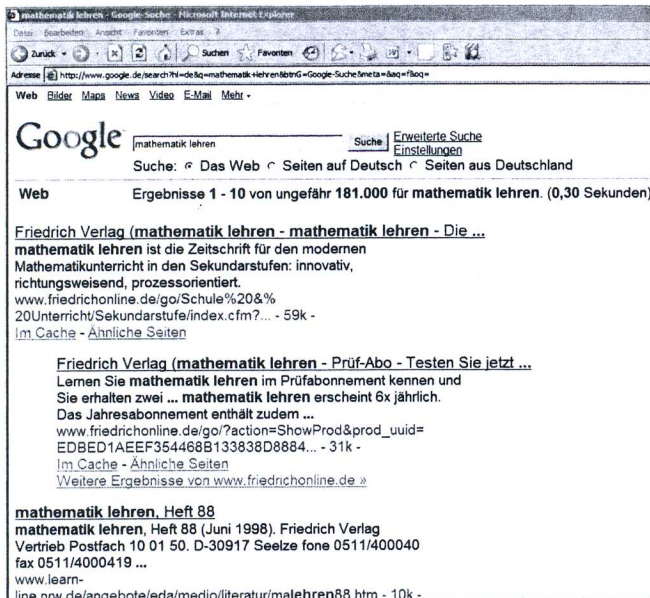 mathematik lehren - Google-Suche - Microsoft Internet Explorer
Datei Bearbeiten Ansicht Favoriten Extras ?
Zurück Suchen Favoriten
Adresse http://www.google.de/search?hl=de&q=mathematik+lehren&btnG=Google-Suche&meta=&aq=f&oq=
Web Bilder Maps News Video E-Mail Mehr
Google mathematik lehren Suche Erweiterte Suche
Einstellungen
Suche: Das Web Seiten auf Deutsch Seiten aus Deutschland
Web Ergebnisse 1 - 10 von ungefähr 181.000 für mathematik lehren. (0,30 Sekunden)
Friedrich Verlag (mathematik lehren - mathematik lehren - Die ...
mathematik lehren ist die Zeitschrift für den modernen
Mathematikunterricht in den Sekundarstufen: innovativ,
richtungsweisend, prozessorientiert.
www.friedrichonline.de/go/Schule%20&%
20Unterricht/Sekundarstufe/index.cfm?... - 59k -
Im Cache - Ähnliche Seiten
Friedrich Verlag (mathematik lehren - Prüf-Abo - Testen Sie jetzt ...
Lernen Sie mathematik lehren im Prüfabonnement kennen und
Sie erhalten zwei ... mathematik lehren erscheint 6x jährlich.
Das Jahresabonnement enthält zudem ...
www.friedrichonline.de/go/?action=ShowProd&prod_uuid=
EDBED1AEEF354468B133838D8884... - 31k -
Im Cache - Ähnliche Seiten
Weitere Ergebnisse von www.friedrichonline.de »
mathematik lehren, Heft 88
mathematik lehren, Heft 88 (Juni 1998). Friedrich Verlag
Vertrieb Postfach 10 01 50. D-30917 Seelze fone 0511/400040
fax 0511/4000419 ...
www.learn-
line.nrw.de/angebote/eda/medio/literatur/malehren88.htm - 10k -